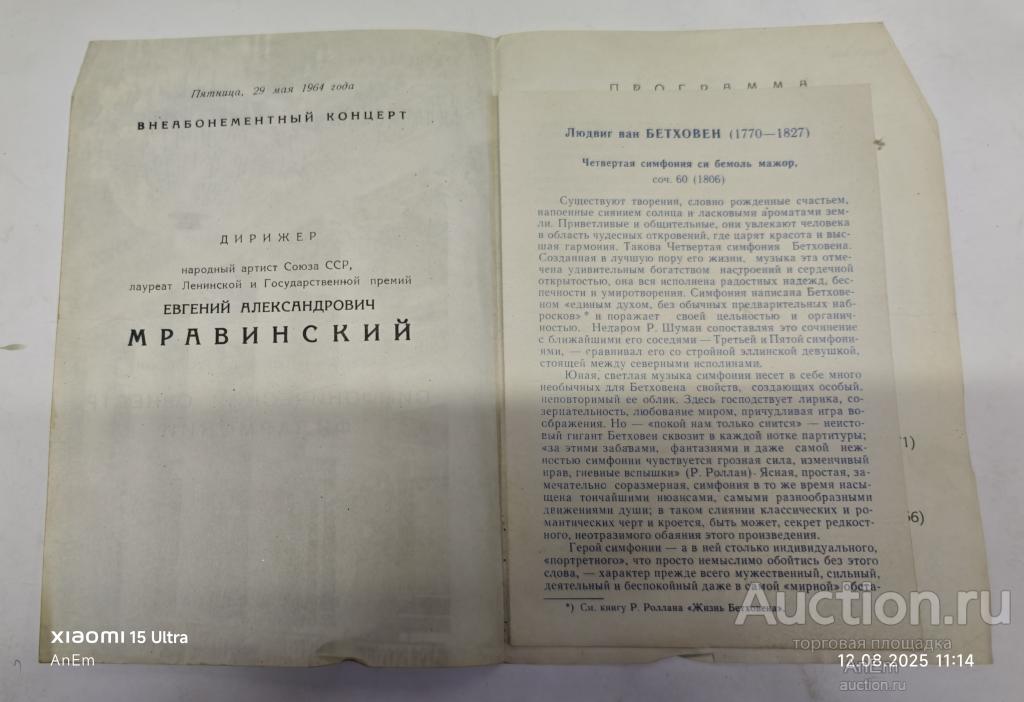 Пятница, 29 мая 1964 года
ВНЕАБОНЕМЕНТНЫЙ КОНЦЕРТ
ДИРИЖЕР
народный артист Союза ССР,
лауреат Ленинской и Государственной премий
ЕВГЕНИЙ АЛЕКСАНДРОВИЧ
МРАВИНСКИЙ
ПРОГРАММА
Людвиг ван БЕТХОВЕН (1770—1827)
Четвертая симфония си бемоль мажор,
соч. 60 (1806)
Существуют творения, словно рожденные счастьем,
напоенные сиянием солнца и ласковыми ароматами зем-
ли. Приветливые и общительные, они увлекают человека
в область чудесных откровений, где царят красота и выс-
шая гармония. Такова Четвертая симфония Бетховена.
Созданная в лучшую пору его жизни, музыка эта отме-
чена удивительным богатством настроений и сердечной
открытостью, она вся исполнена радостных надежд, бес-
печности и умиротворения. Симфония написана Бетхове-
ном «единым духом, без обычных предварительных наб-
росков»* и поражает своей цельностью и органич-
ностью. Недаром Р. Шуман сопоставляя это сочинение
с ближайшими его соседями — Третьей и Пятой симфони-
ями, — сравнивал его со стройной эллинской девушкой,
стоящей между северными исполинами.
Юная, светлая музыка симфонии несет в себе много
необычных для Бетховена свойств, создающих особый,
неповторимый ее облик. Здесь господствует лирика, со-
зерцательность, любование миром, причудливая игра во-
ображения. Но — «покой нам только снится» — неисто-
вый гигант Бетховен сквозит в каждой нотке партитуры;
«за этими забавами, фантазиями и даже самой неж-
ностью симфонии чувствуется грозная сила, изменчивый
нрав, гневные вспышки» (Р. Роллан). Ясная, простая, за-
мечательно соразмерная, симфония в то же время насы-
щена тончайшими нюансами, самыми разнообразными
движениями души; в таком слиянии классических и ро-
мантических черт и кроется, быть может, секрет редкост-
ного, неотразимого обаяния этого произведения.
Герой симфонии — а в ней столько индивидуального,
«портретного», что просто немыслимо обойтись без этого
слова, — характер прежде всего мужественный, сильный,
деятельный и беспокойный даже в самой «мирной» обста-
*) См. книгу Р. Роллана «Жизнь Бетховена».
71)
66)
XIAOMI 15 Ultra
AnEm
Auction.ru
торговая площадка
12.08.2025 11:14
AnEm
auction.ru